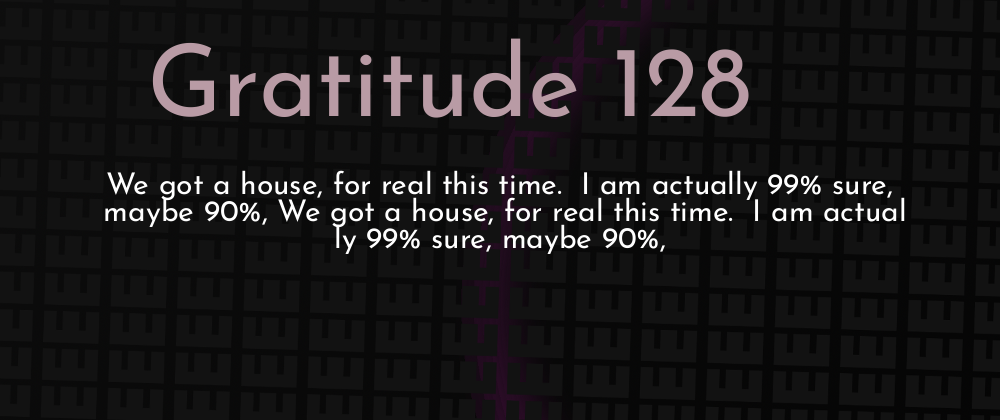 Gratitude 128
We got a house, for real this time.  I am actually 99% sure,
maybe 90%, We got a house, for real this time.  I am actual
ly 99% sure, maybe 90%,